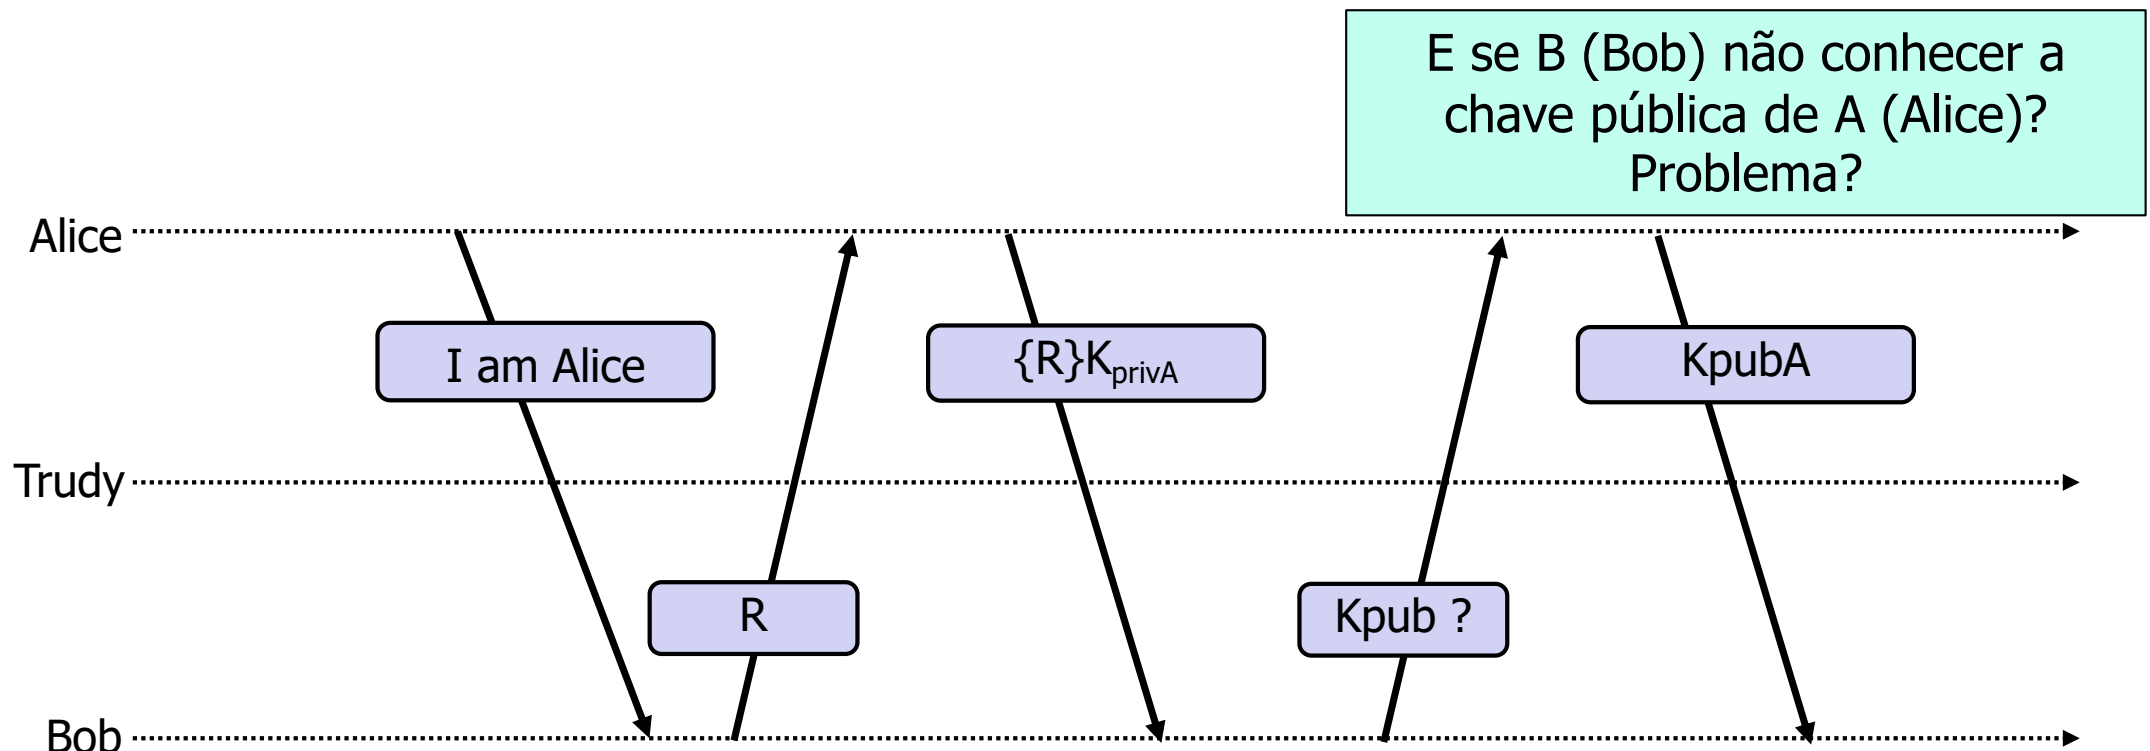 E se B (Bob) não conhecer a
chave pública de A (Alice)?
Problema?
Alice
I am Alice
{R}KprivA
KpubA
Trudy
R
Kpub ?
Bob